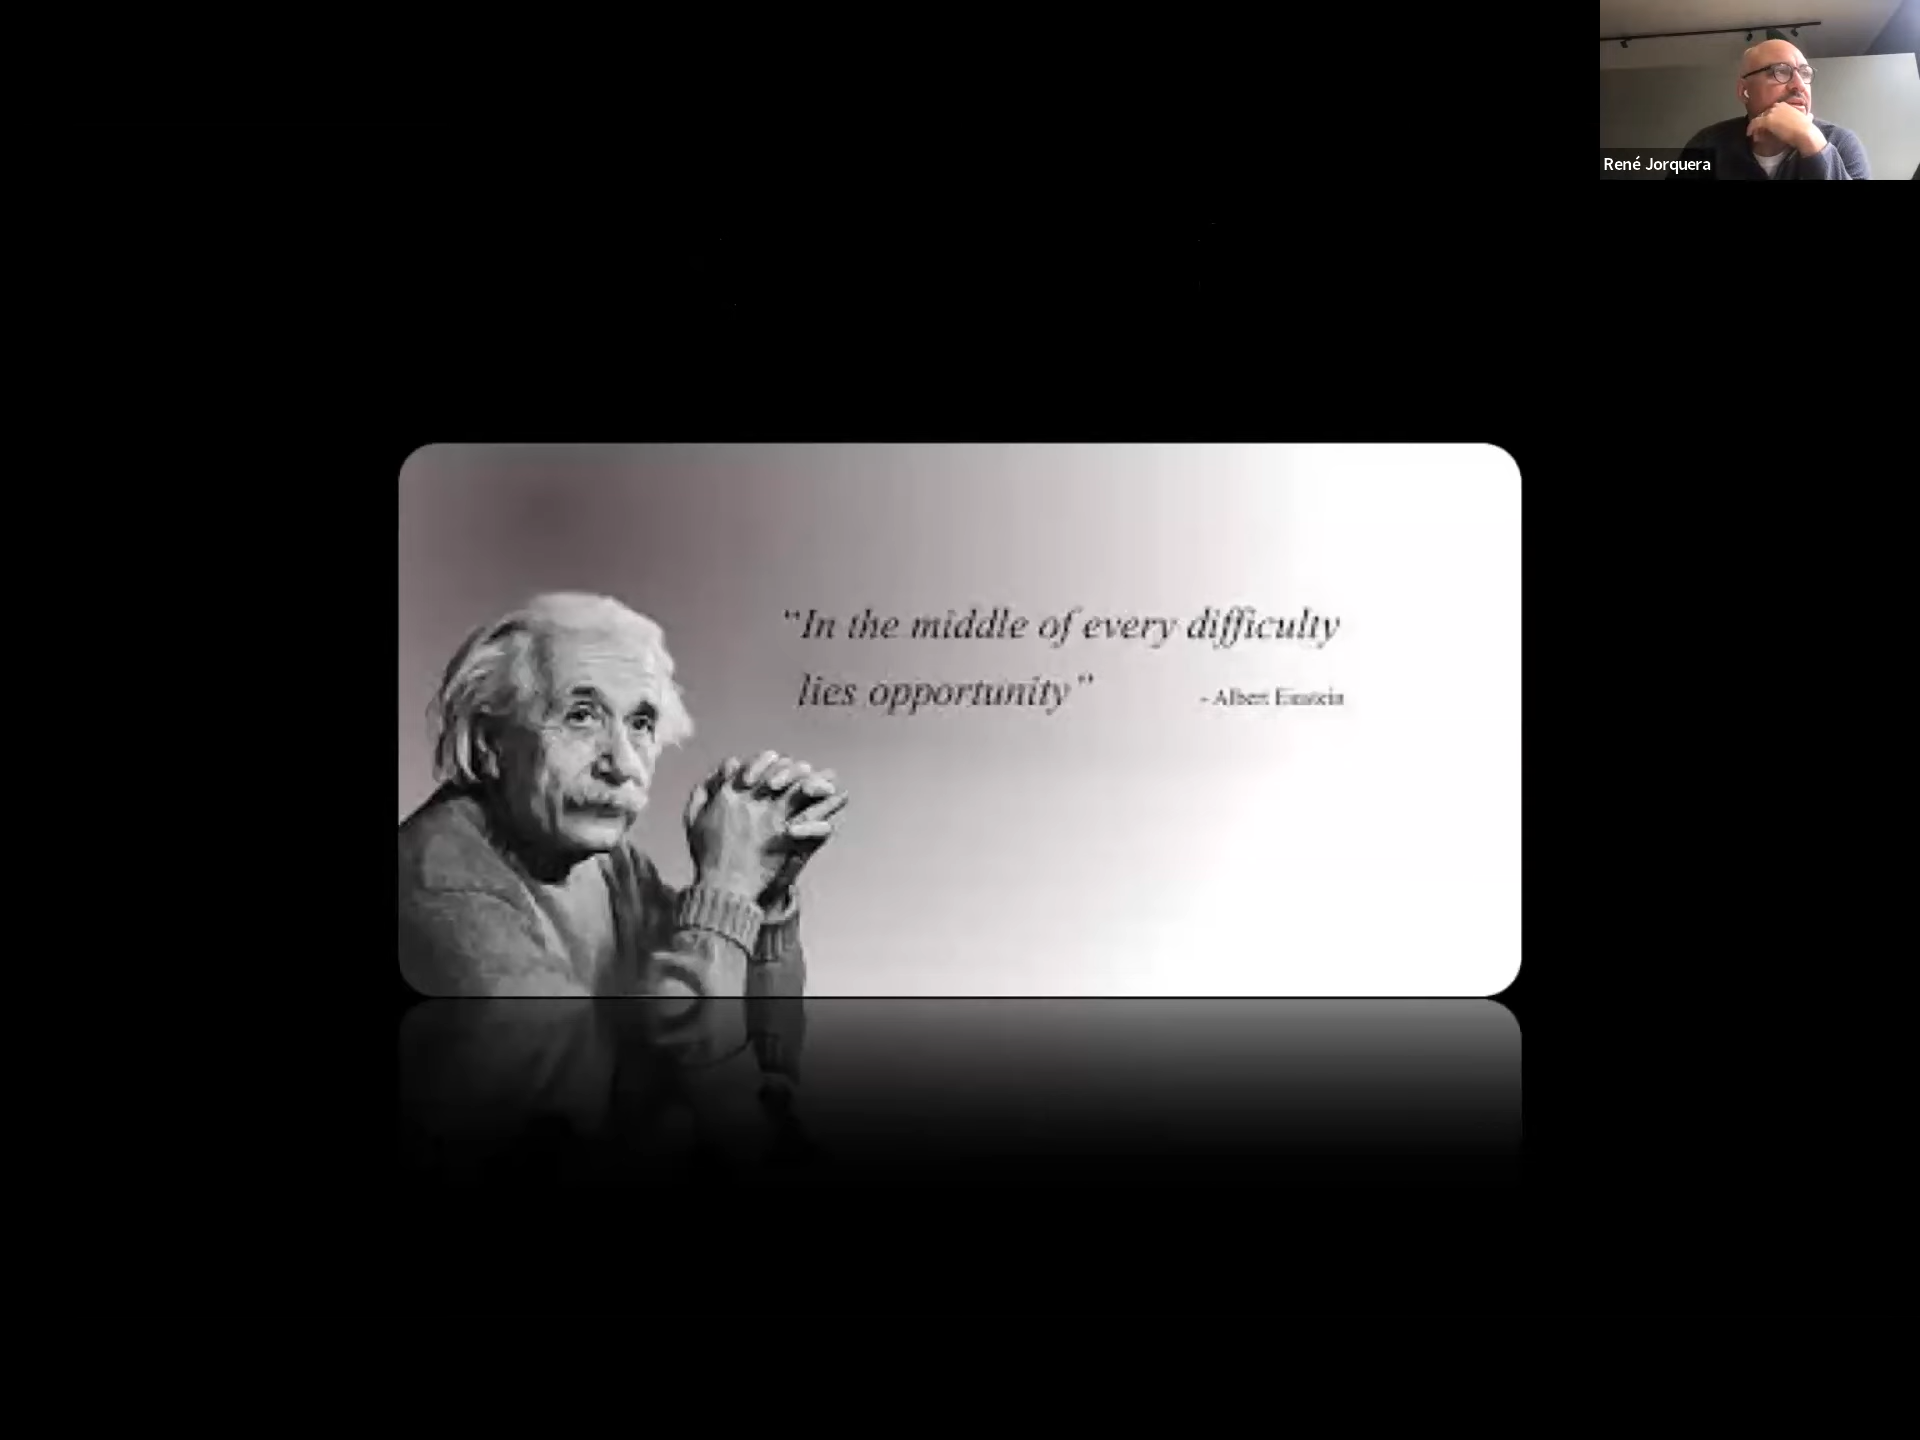 René Jorquera
"In the middle of every difficulty
lies opportunity"
- Albert Einstein